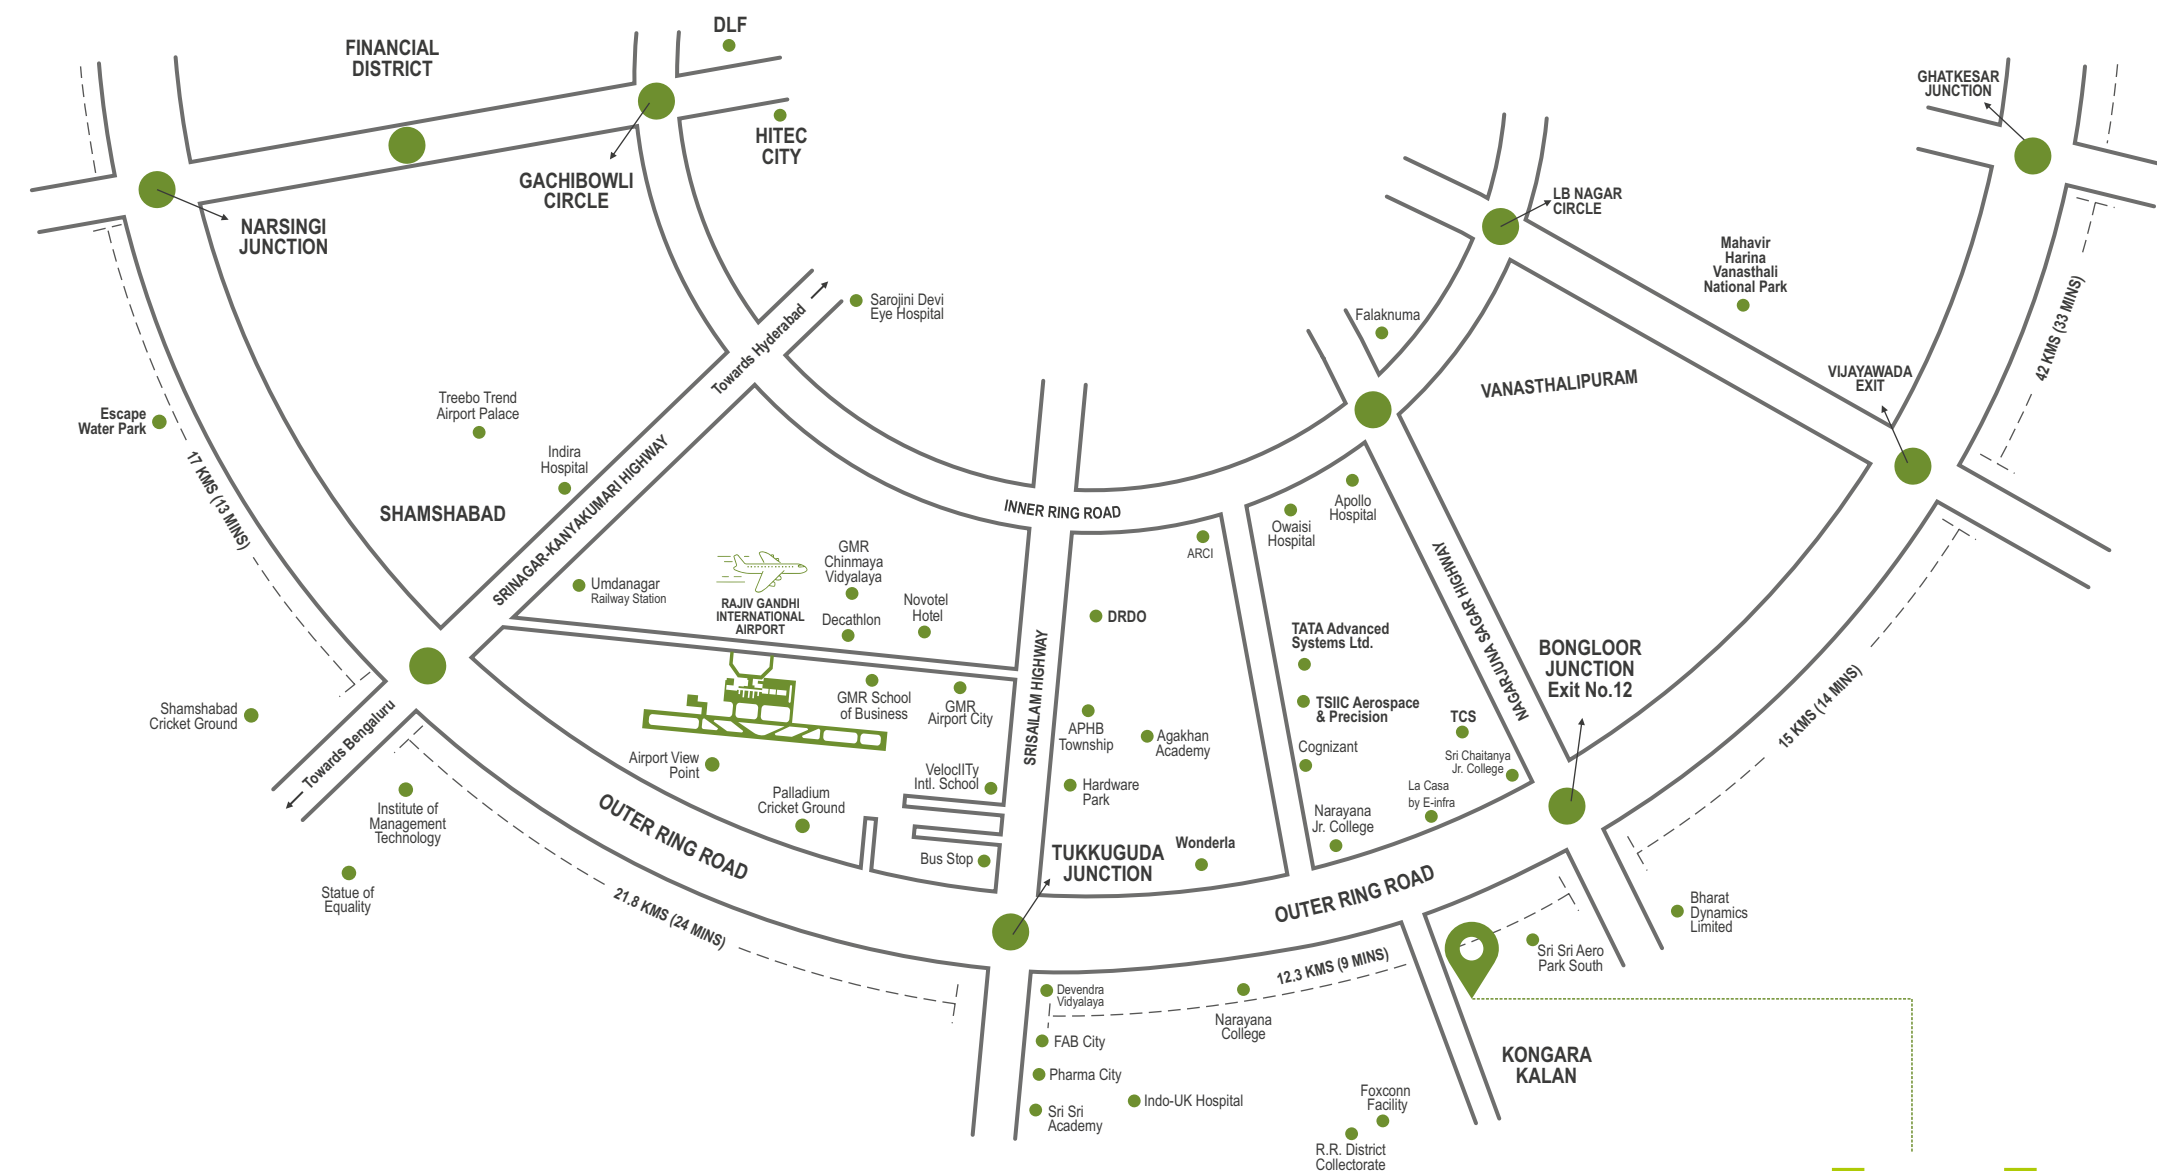 DLF
FINANCIAL
DISTRICT
HITEC
CITY
GACHIBOWLI
CIRCLE
NARSINGI
JUNCTION
GHATKESAR
JUNCTION
LB NAGAR
CIRCLE
Mahavir
Harina
Vanasthali
National Park
Sarojini Devi
Eye Hospital
Towards Hyderabad
Falaknuma
42 KMS (33 MINS)
VIJAYAWADA
EXIT
VANASTHALIPURAM
Escape
Water Park
Treebo Trend
Airport Palace
Indira
Hospital
17 KMS (13 MINS)
SHAMSHABAD
SRINAGAR-KANYAKUMARI HIGHWAY
INNER RING ROAD
Apollo
Hospital
Owaisi
Hospital
ARCI
GMR
Chinmaya
Vidyalaya
Umdanagar
Railway Station
RAJIV GANDHI
INTERNATIONAL
AIRPORT
Decathlon
Novotel
Hotel
DRDO
TATA Advanced
Systems Ltd.
NAGARJUNA SAGAR HIGHWAY
BONGLOOR
JUNCTION
Exit No.12
SRISAILAM HIGHWAY
GMR School
of Business
GMR
Airport City
TSIIC Aerospace
& Precision
TCS
Shamshabad
Cricket Ground
Towards Bengaluru
APHB
Township
Agakhan
Academy
Cognizant
Sri Chaitanya
Jr. College
15 KMS (14 MINS)
Airport View
Point
VelocIITy
Intl. School
Hardware
Park
La Casa
by E-infra
Palladium
Cricket Ground
Institute of
Management
Technology
OUTER RING ROAD
Narayana
Jr. College
Bus Stop
TUKKUGUDA
JUNCTION
Wonderla
Statue of
Equality
21.8 KMS (24 MINS)
OUTER RING ROAD
Bharat
Dynamics
Limited
Sri Sri Aero
Park South
12.3 KMS (9 MINS)
Devendra
Vidyalaya
Narayana
College
FAB City
KONGARA
KALAN
Pharma City
Indo-UK Hospital
Foxconn
Facility
Sri Sri
Academy
R.R. District
Collectorate